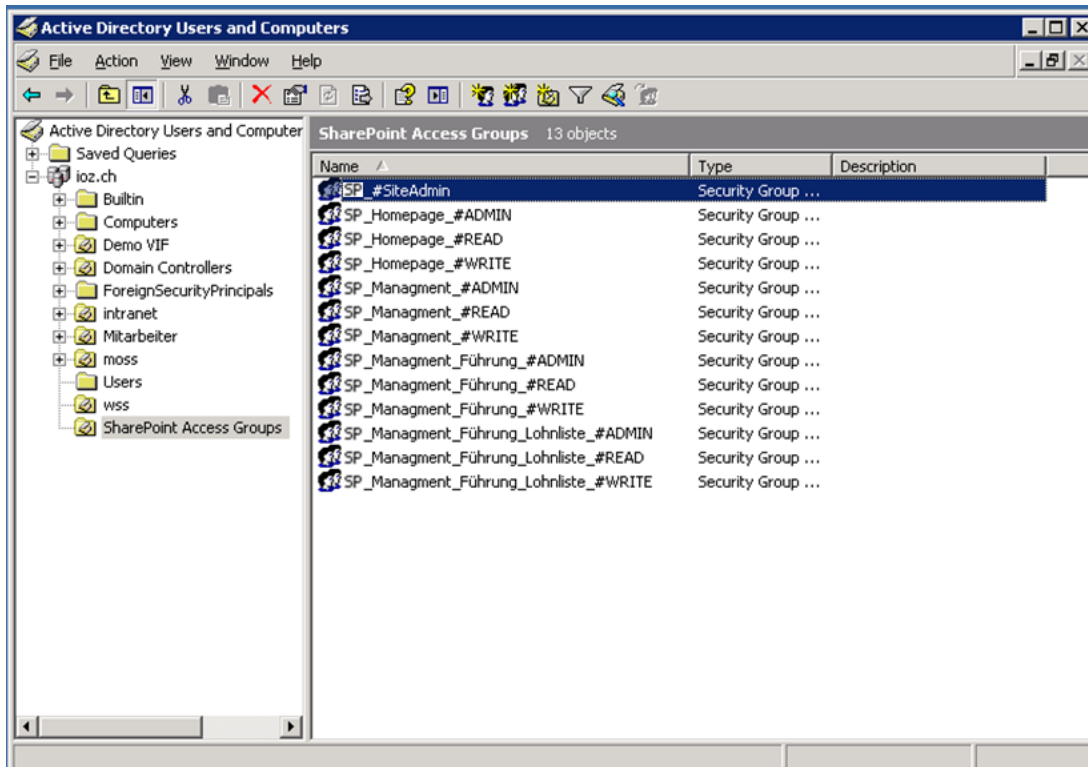 Active Directory Users and Computers
File Action View Window Help
Active Directory Users and Computer
Saved Queries
ioz.ch
Builtin
Computers
Demo VIF
Domain Controllers
ForeignSecurityPrincipals
intranet
Mitarbeiter
moss
Users
wss
SharePoint Access Groups
SharePoint Access Groups 13 objects
Name Type Description
SP_#SiteAdmin Security Group ...
SP_Homepage_#ADMIN Security Group ...
SP_Homepage_#READ Security Group ...
SP_Homepage_#WRITE Security Group ...
SP_Managment_#ADMIN Security Group ...
SP_Managment_#READ Security Group ...
SP_Managment_#WRITE Security Group ...
SP_Managment_Führung_#ADMIN Security Group ...
SP_Managment_Führung_#READ Security Group ...
SP_Managment_Führung_#WRITE Security Group ...
SP_Managment_Führung_Lohnliste_#ADMIN Security Group ...
SP_Managment_Führung_Lohnliste_#READ Security Group ...
SP_Managment_Führung_Lohnliste_#WRITE Security Group ...